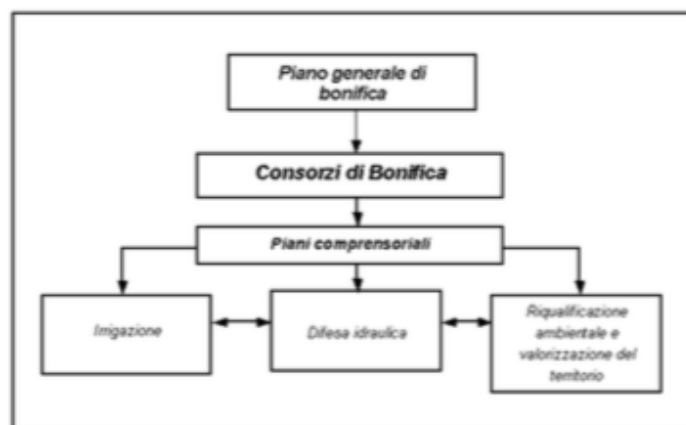 Piano generale di
bonifica
Consorzi di Bonifica
Piani comprensoriali
Irrigazione
Difesa idraulica
Riqualificazione
ambientale e
valorizzazione del
territorio